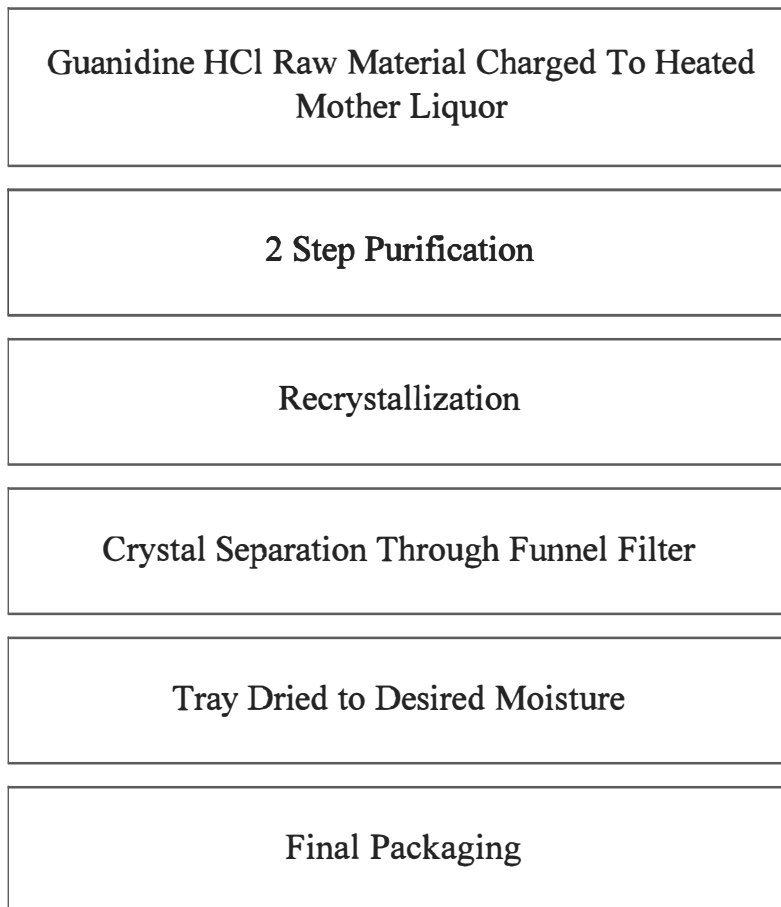 Guanidine HCl Raw Material Charged To Heated
Mother Liquor
2 Step Purification
Recrystallization
Crystal Separation Through Funnel Filter
Tray Dried to Desired Moisture
Final Packaging